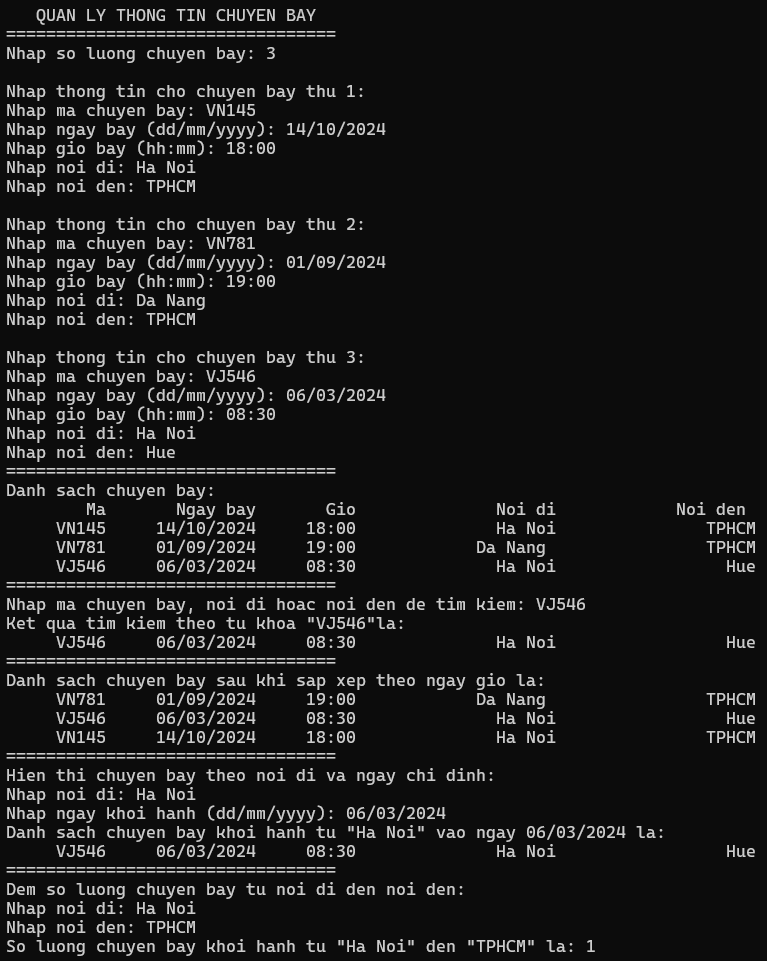 QUAN LY THONG TIN CHUYEN BAY
=================================
Nhap so luong chuyen bay: 3
Nhap thong tin cho chuyen bay thu 1:
Nhap ma chuyen bay: VN145
Nhap ngay bay (dd/mm/yyyy): 14/10/2024
Nhap gio bay (hh:mm): 18:00
Nhap noi di: Ha Noi
Nhap noi den: TPHCM
Nhap thong tin cho chuyen bay thu 2:
Nhap ma chuyen bay: VN781
Nhap ngay bay (dd/mm/yyyy): 01/09/2024
Nhap gio bay (hh:mm): 19:00
Nhap noi di: Da Nang
Nhap noi den: TPHCM
Nhap thong tin cho chuyen bay thu 3:
Nhap ma chuyen bay: VJ546
Nhap ngay bay (dd/mm/yyyy): 06/03/2024
Nhap gio bay (hh:mm): 08:30
Nhap noi di: Ha Noi
Nhap noi den: Hue
=================================
Danh sach chuyen bay:
Ma Ngay bay Gio Noi di Noi den
VN145 14/10/2024 18:00 Ha Noi TPHCM
VN781 01/09/2024 19:00 Da Nang TPHCM
VJ546 06/03/2024 08:30 Ha Noi Hue
=================================
Nhap ma chuyen bay, noi di hoac noi den de tim kiem: VJ546
Ket qua tim kiem theo tu khoa "VJ546"la:
VJ546 06/03/2024 08:30 Ha Noi Hue
=================================
Danh sach chuyen bay sau khi sap xep theo ngay gio la:
VN781 01/09/2024 19:00 Da Nang TPHCM
VJ546 06/03/2024 08:30 Ha Noi Hue
VN145 14/10/2024 18:00 Ha Noi TPHCM
=================================
Hien thi chuyen bay theo noi di va ngay chi dinh:
Nhap noi di: Ha Noi
Nhap ngay khoi hanh (dd/mm/yyyy): 06/03/2024
Danh sach chuyen bay khoi hanh tu "Ha Noi" vao ngay 06/03/2024 la:
VJ546 06/03/2024 08:30 Ha Noi Hue
=================================
Dem so luong chuyen bay tu noi di den noi den:
Nhap noi di: Ha Noi
Nhap noi den: TPHCM
So luong chuyen bay khoi hanh tu "Ha Noi" den "TPHCM" la: 1